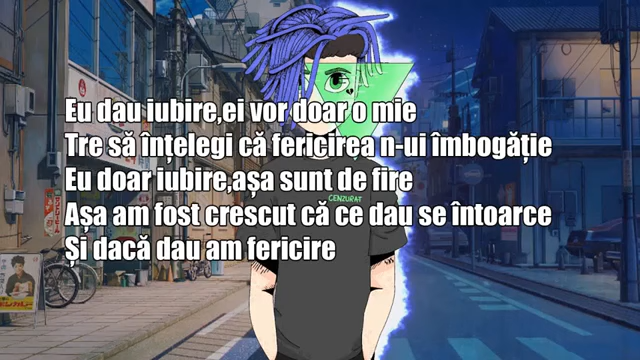 Eu dau iubire,ei vor doar o mie
Tre să înțelegi că fericirea n-ui îmbogăție
Eu doar iubire,așa sunt de fire
Așa am fost crescut că ce dau se întoarce
Și dacă dau am fericire
CENZURAT